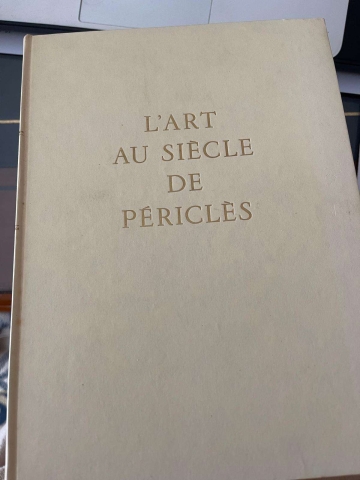 L'ART
AU SIÈCLE
DE
PÉRICLÈS